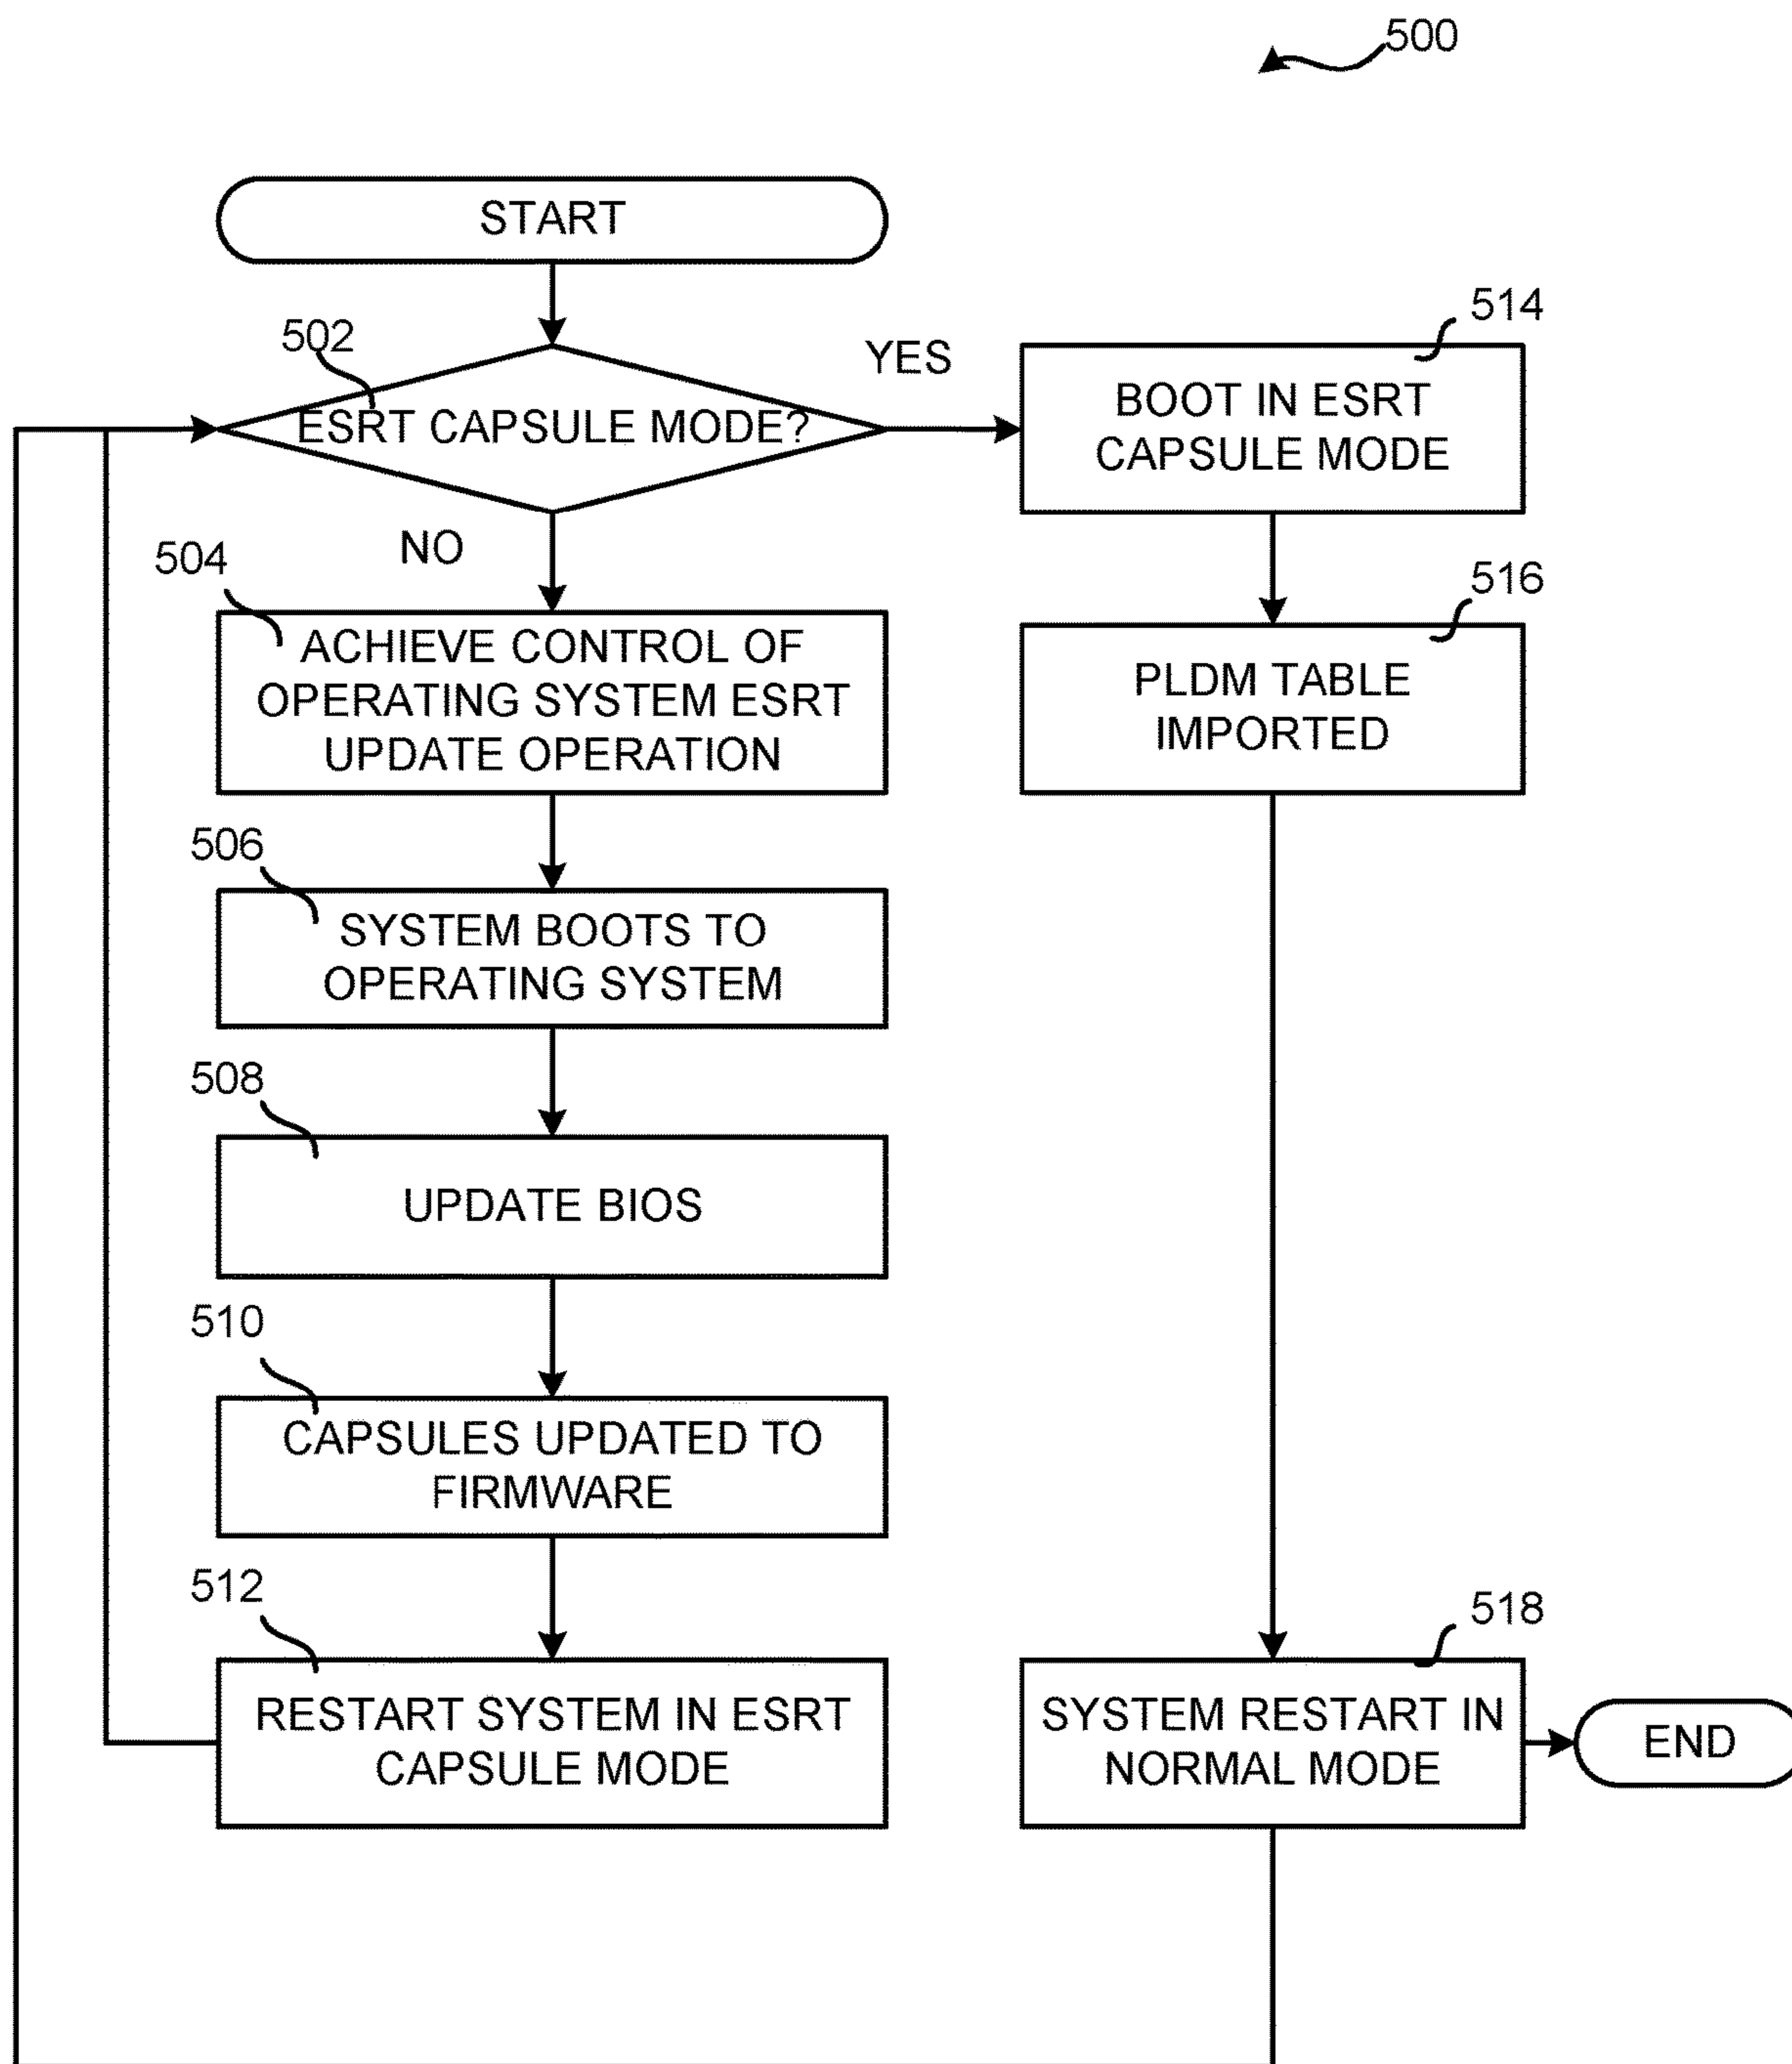 500
START
502
ESRT CAPSULE MODE?
YES
NO
504
ACHIEVE CONTROL OF
OPERATING SYSTEM ESRT
UPDATE OPERATION
506
SYSTEM BOOTS TO
OPERATING SYSTEM
508
UPDATE BIOS
510
CAPSULES UPDATED TO
FIRMWARE
512
RESTART SYSTEM IN ESRT
CAPSULE MODE
514
BOOT IN ESRT
CAPSULE MODE
516
PLDM TABLE
IMPORTED
518
SYSTEM RESTART IN
NORMAL MODE
END